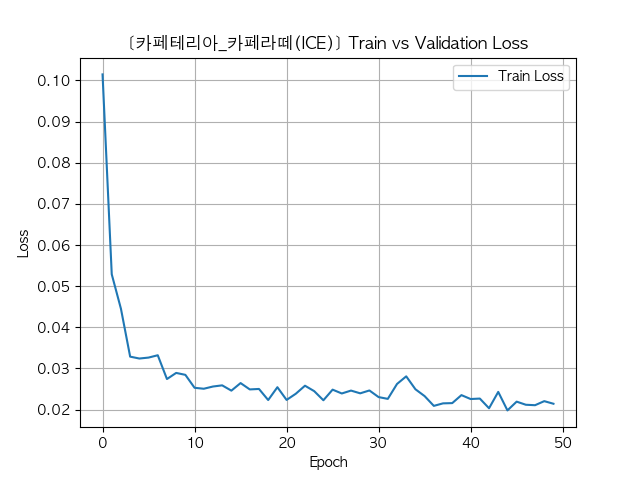 [카페테리아_카페라떼(ICE)] Train vs Validation Loss
Train Loss
Loss
0.10
0.09
0.08
0.07
0.06
0.05
0.04
0.03
0.02
0 10 20 30 40 50
Epoch